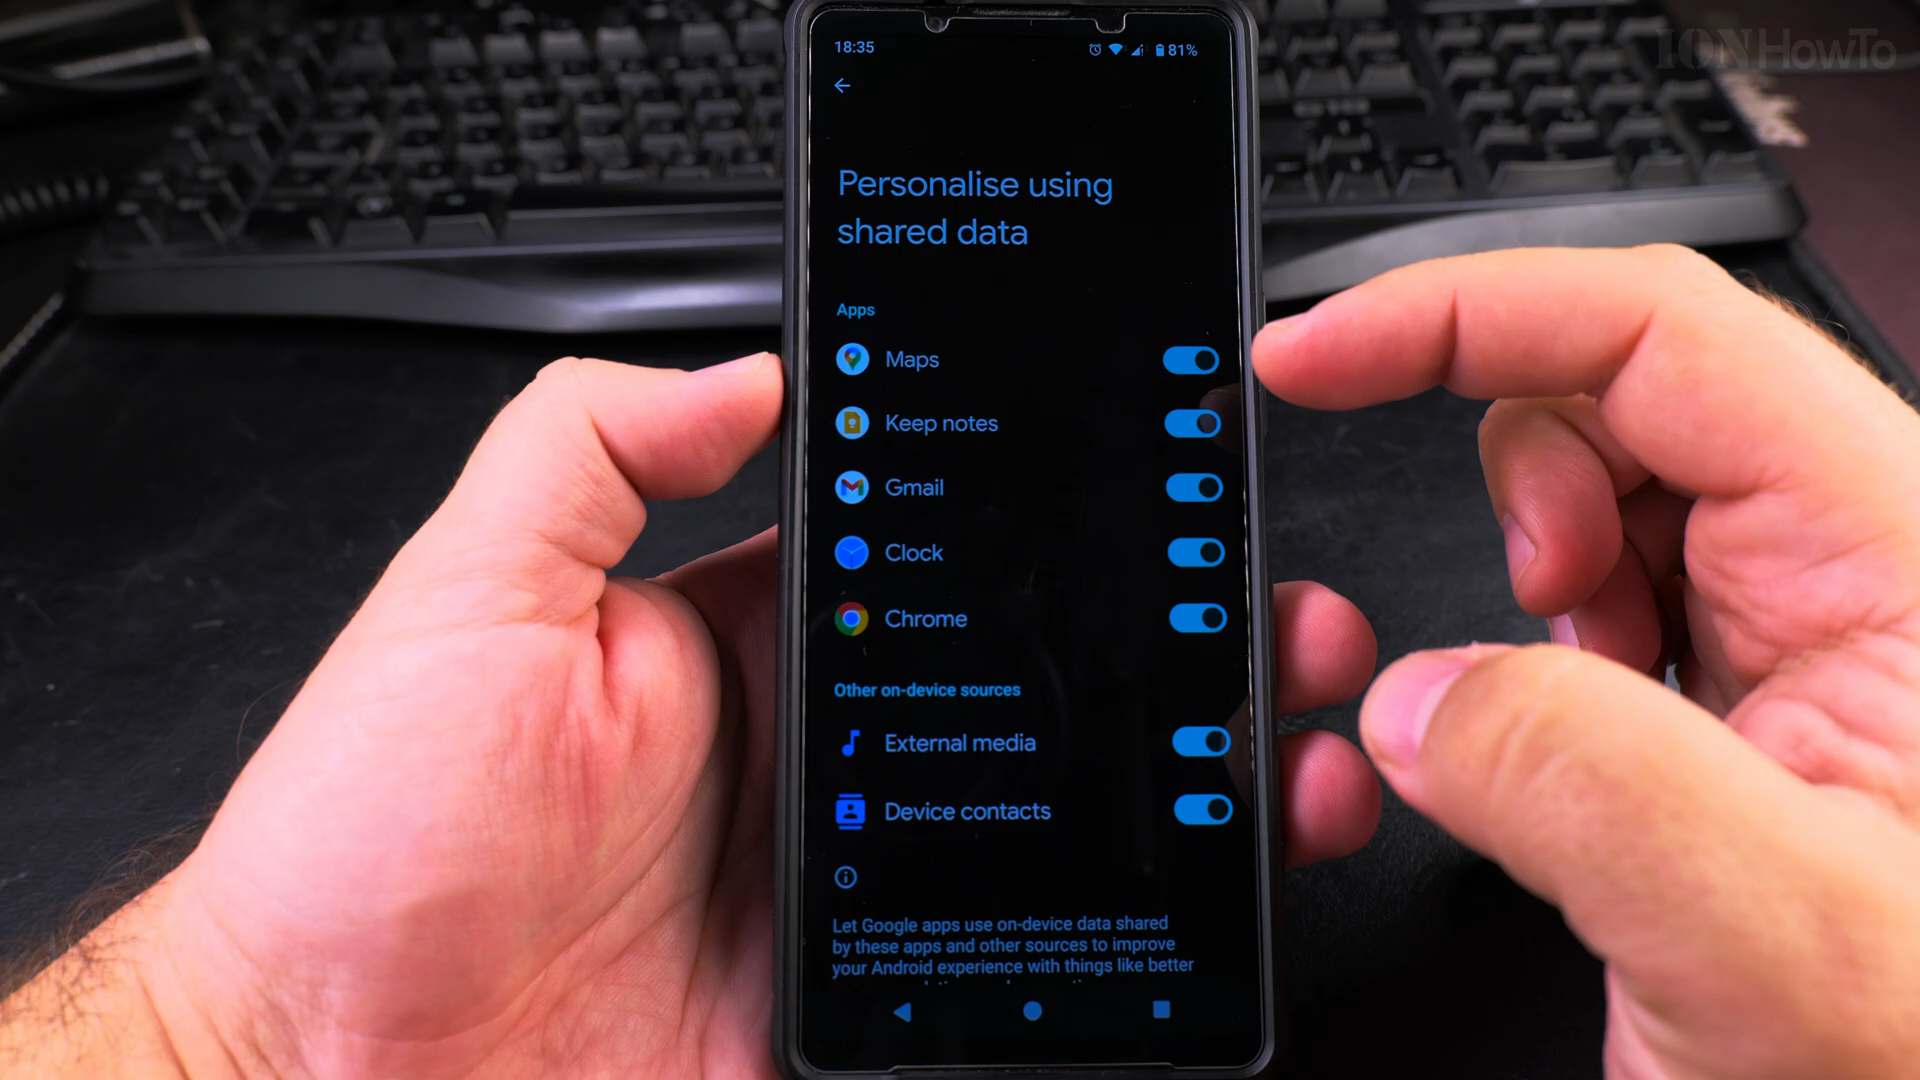 ION HowTo
18:35
81%
Personalise using
shared data
Apps
Maps
Keep notes
Gmail
Clock
Chrome
Other on-device sources
External media
Device contacts
Let Google apps use on-device data shared
by these apps and other sources to improve
your Android experience with things like better